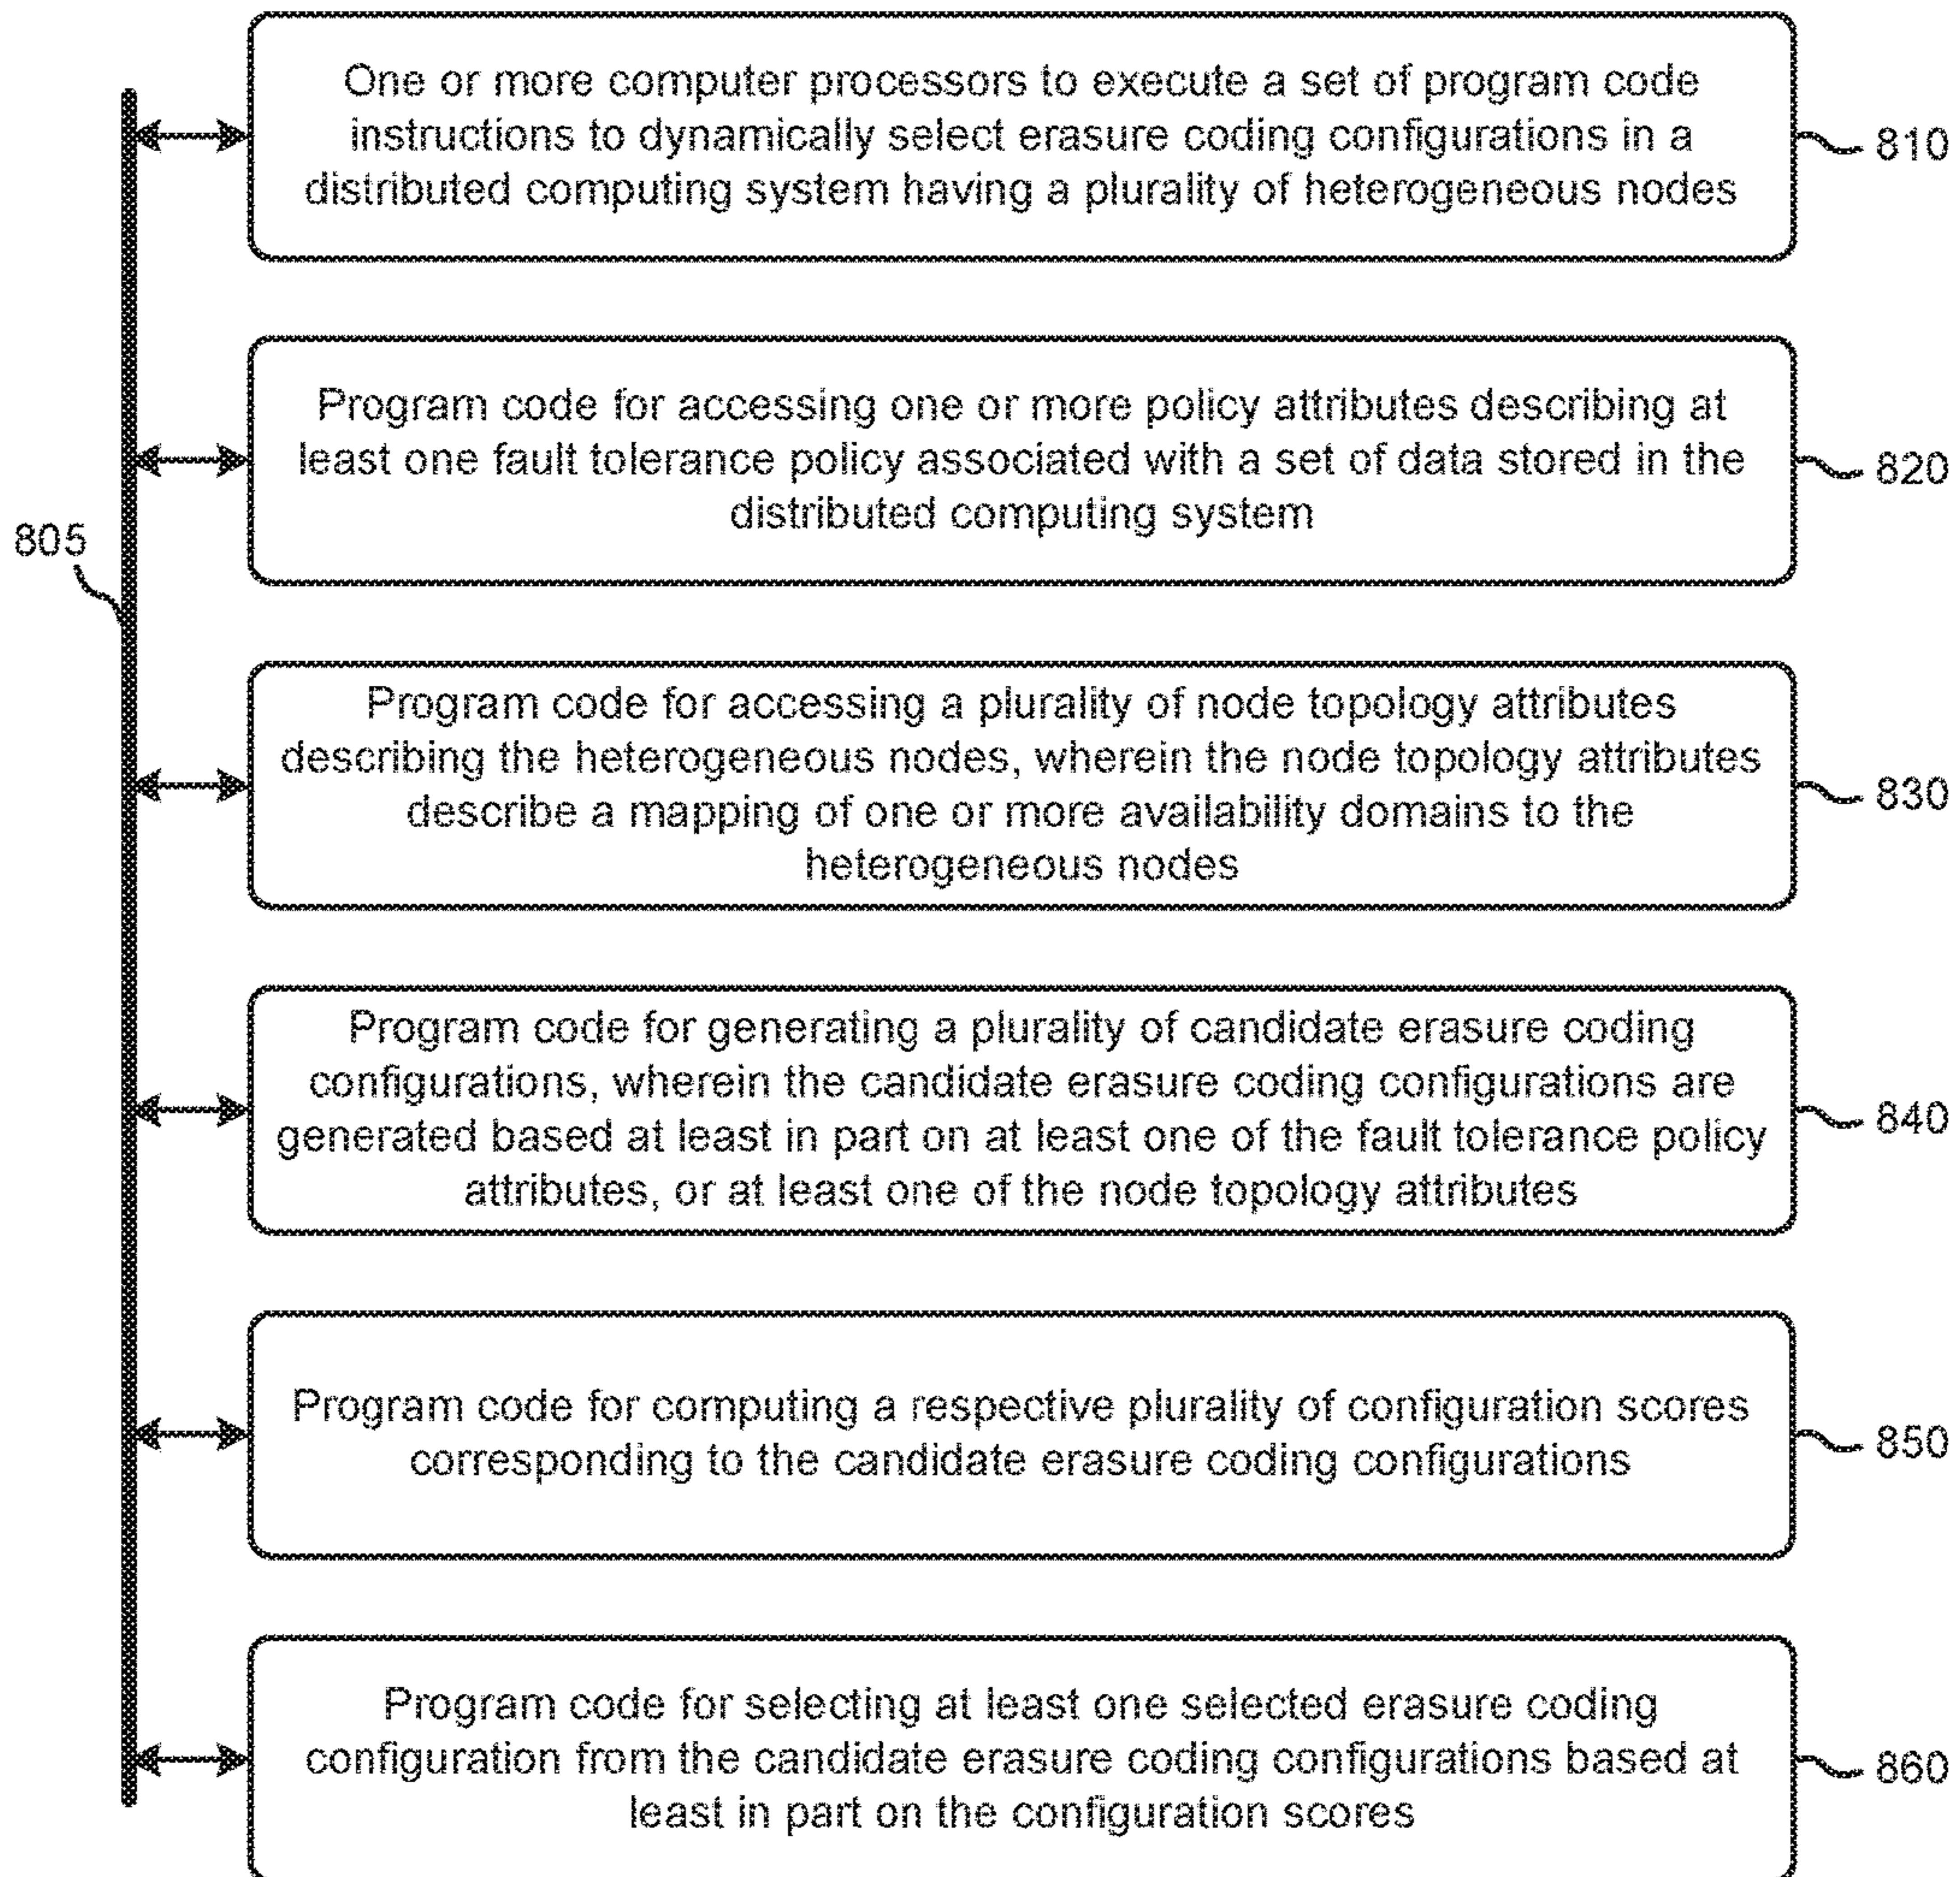 One or more computer processors to execute a set of program code
instructions to dynamically select erasure coding configurations in a
distributed computing system having a plurality of heterogeneous nodes
810
Program code for accessing one or more policy attributes describing at
least one fault tolerance policy associated with a set of data stored in the
distributed computing system
820
805
Program code for accessing a plurality of node topology attributes
describing the heterogeneous nodes, wherein the node topology attributes
describe a mapping of one or more availability domains to the
heterogeneous nodes
830
Program code for generating a plurality of candidate erasure coding
configurations, wherein the candidate erasure coding configurations are
generated based at least in part on at least one of the fault tolerance policy
attributes, or at least one of the node topology attributes
840
Program code for computing a respective plurality of configuration scores
corresponding to the candidate erasure coding configurations
850
Program code for selecting at least one selected erasure coding
configuration from the candidate erasure coding configurations based at
least in part on the configuration scores
860